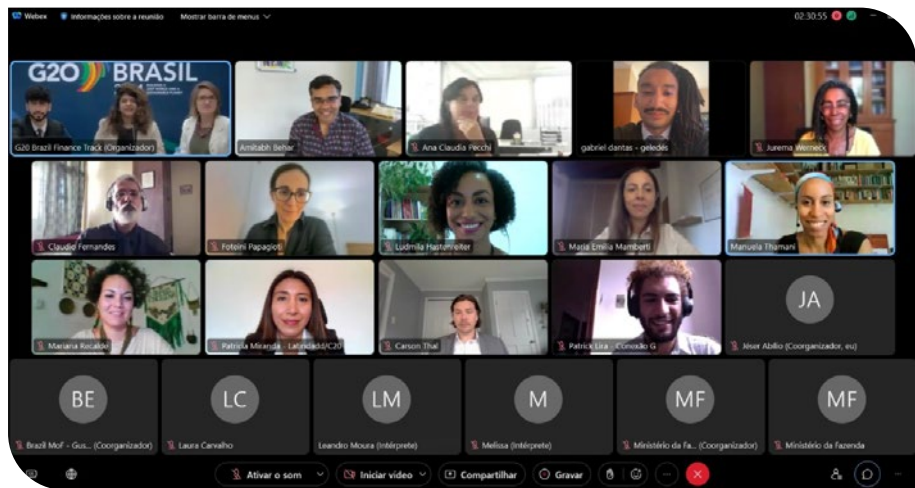 Webex Informações sobre a reunião Mostrar barra de menus 02:30:55
G20 BRASIL
G20 Brazil Finance Track (Organizador) Amitabh Behar Ana Claudia Pecchi gabriel dantas - geledés Jurema Werneck
Claudio Fernandes Foteini Papagioti Ludmila Hastenreiter Maria Emilia Mamberti Manuela Thamani
JA
Mariana Recalde Patricia Miranda - Latindadd/C20 Carson Thal Patrick Lira - Conexão G Jéser Abílio (Coorganizador, eu)
BE LC LM M MF MF
Brazil MoF - Gus... (Coorganizador) Laura Carvalho Leandro Moura (Intérprete) Melissa (Intérprete) Ministério da Fa... (Coorganizador) Ministério da Fazenda
Ativar o som Iniciar vídeo Compartilhar Gravar